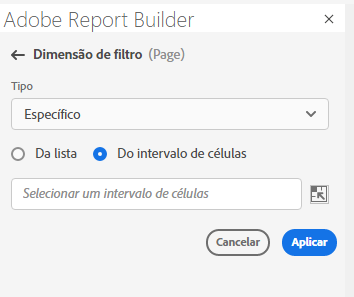 Adobe Report Builder
Dimensão de filtro (Page)
Tipo
Específico
Da lista Do intervalo de células
Selecionar um intervalo de células
Cancelar Aplicar